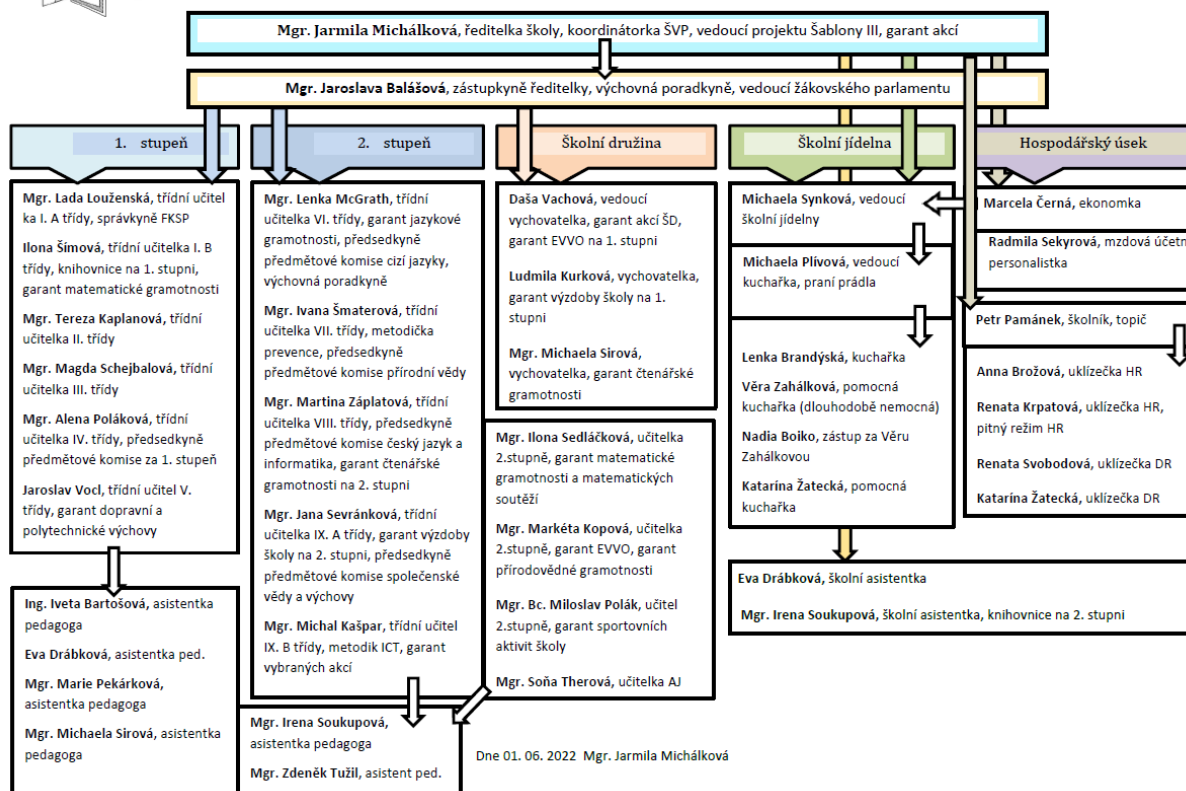 Mgr. Jarmila Michálková, ředitelka školy, koordinátorka ŠVP, vedoucí projektu Šablony III, garant akcí
Mgr. Jaroslava Balášová, zástupkyně ředitelky, výchovná poradkyně, vedoucí žákovského parlamentu
1. stupeň
Mgr. Lada Louženská, třídní učitel
ka I. A třídy, správkyně FKSP
Ilona Šímová, třídní učitelka I. B
třídy, knihovnice na 1. stupni,
garant matematické gramotnosti
Mgr. Tereza Kaplanová, třídní
učitelka II. třídy
Mgr. Magda Schejbalová, třídní
učitelka III. třídy
Mgr. Alena Poláková, třídní
učitelka IV. třídy, předsedkyně
předmětové komise za 1. stupeň
Jaroslav Vocl, třídní učitel V.
třídy, garant dopravní a
polytechnické výchovy
Ing. Iveta Bartošová, asistentka
pedagoga
Eva Drábková, asistentka ped.
Mgr. Marie Pekárková,
asistentka pedagoga
Mgr. Michaela Sirová, asistentka
pedagoga
2. stupeň
Mgr. Lenka McGrath, třídní
učitelka VI. třídy, garant jazykové
gramotnosti, předsedkyně
předmětové komise cizí jazyky,
výchovná poradkyně
Mgr. Ivana Šmaterová, třídní
učitelka VII. třídy, metodička
prevence, předsedkyně
předmětové komise přírodní vědy
Mgr. Martina Záplatová, třídní
učitelka VIII. třídy, předsedkyně
předmětové komise český jazyk a
informatika, garant čtenářské
gramotnosti na 2. stupni
Mgr. Jana Sevránková, třídní
učitelka IX. A třídy, garant výzdoby
školy na 2. stupni, předsedkyně
předmětové komise společenské
vědy a výchovy
Mgr. Michal Kašpar, třídní učitel
IX. B třídy, metodik ICT, garant
vybraných akcí
Mgr. Irena Soukupová,
asistentka pedagoga
Mgr. Zdeněk Tužil, asistent ped.
Školní družina
Daša Vachová, vedoucí
vychovatelka, garant akcí ŠD,
garant EVVO na 1. stupni
Ludmila Kurková, vychovatelka,
garant výzdoby školy na 1.
stupni
Mgr. Michaela Sirová,
vychovatelka, garant čtenářské
gramotnosti
Mgr. Ilona Sedláčková, učitelka
2.stupně, garant matematické
gramotnosti a matematických
soutěží
Mgr. Markéta Kopová, učitelka
2.stupně, garant EVVO, garant
přírodovědné gramotnosti
Mgr. Bc. Miloslav Polák, učitel
2.stupně, garant sportovních
aktivit školy
Mgr. Soňa Therová, učitelka AJ
Školní jídelna
Michaela Synková, vedoucí
školní jídelny
Michaela Plívová, vedoucí
kuchařka, praní prádla
Lenka Brandýská, kuchařka
Věra Zahálková, pomocná
kuchařka (dlouhodobě nemocná)
Nadia Boiko, zástup za Věru
Zahálkovou
Katarína Žatecká, pomocná
kuchařka
Hospodářský úsek
Marcela Černá, ekonomka
Radmila Sekyrová, mzdová účetn
personalistka
Petr Pamánek, školník, topič
Anna Brožová, uklízečka HR
Renata Krpatová, uklízečka HR,
pitný režim HR
Renata Svobodová, uklízečka DR
Katarína Žatecká, uklízečka DR
Eva Drábková, školní asistentka
Mgr. Irena Soukupová, školní asistentka, knihovnice na 2. stupni
Dne 01. 06. 2022 Mgr. Jarmila Michálková